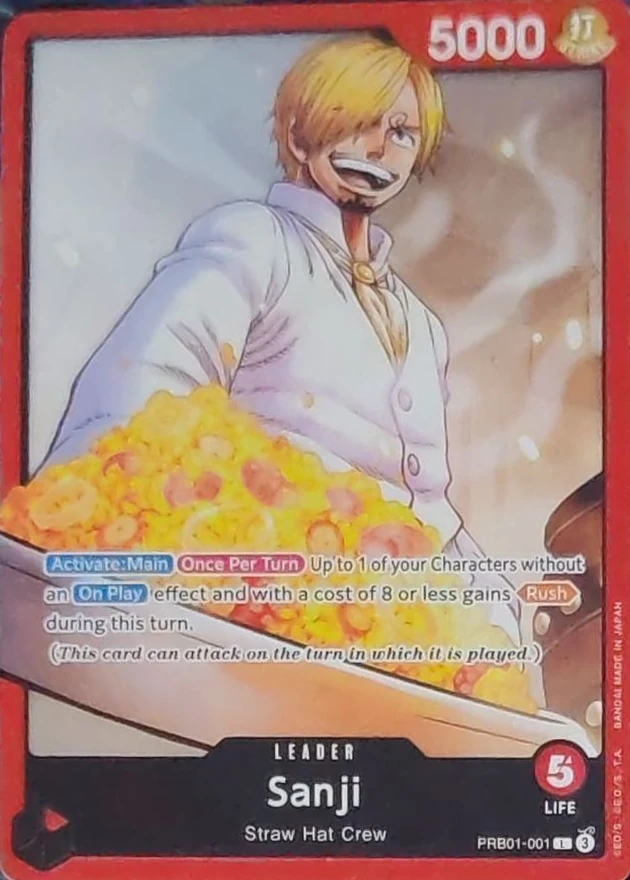 5000
打
STRIKE
Activate:Main Once Per Turn Up to 1 of your Characters without
an On Play effect and with a cost of 8 or less gains Rush
during this turn.
(This card can attack on the turn in which it is played.)
LEADER
Sanji
5
LIFE
Straw Hat Crew
PRB01-001 L 3
©E.O/S. ©E.O./S., T.A. BANDAI MADE IN JAPAN